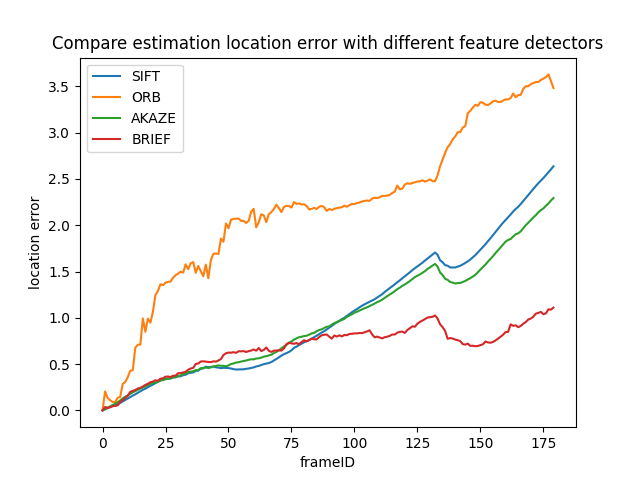 Compare estimation location error with different feature detectors
SIFT
ORB
AKAZE
BRIEF
location error
3.5
3.0
2.5
2.0
1.5
1.0
0.5
0.0
0 25 50 75 100 125 150 175
frameID